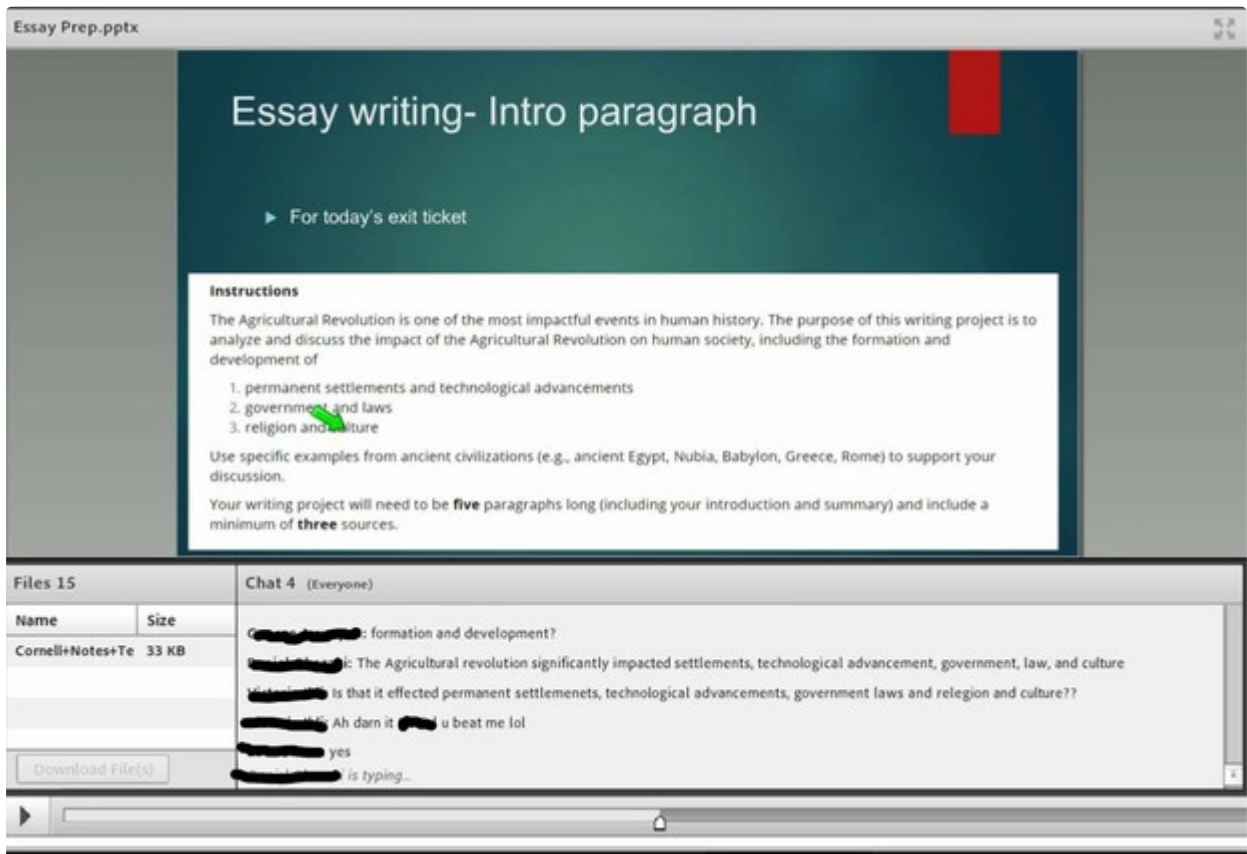 Essay Prep.pptx
Essay writing- Intro paragraph
For today's exit ticket
Instructions
The Agricultural Revolution is one of the most impactful events in human history. The purpose of this writing project is to
analyze and discuss the impact of the Agricultural Revolution on human society, including the formation and
development of
1. permanent settlements and technological advancements
2. government and laws
3. religion and culture
Use specific examples from ancient civilizations (e.g., ancient Egypt, Nubia, Babylon, Greece, Rome) to support your
discussion.
Your writing project will need to be five paragraphs long (including your introduction and summary) and include a
minimum of three sources.
Files 15
Name Size
Cornell+Notes+Te 33 KB
Download File(s)
Chat 4 (Everyone)
: formation and development?
: The Agricultural revolution significantly impacted settlements, technological advancement, government, law, and culture
Is that it effected permanent settlemenets, technological advancements, government laws and relegion and culture??
Ah darn it u beat me lol
yes
is typing...